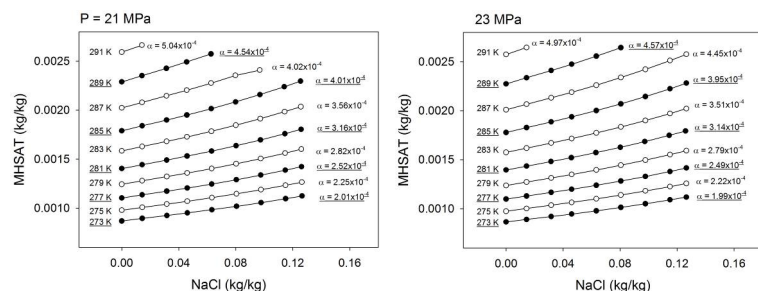 P = 21 MPa
MHSAT (kg/kg)
0.0025
0.0020
0.0015
0.0010
291 K
289 K
287 K
285 K
283 K
281 K
279 K
277 K
275 K
273 K
α = 5.04x10⁻⁴
α = 4.54x10⁻⁴
α = 4.02x10⁻⁴
α = 4.01x10⁻⁴
α = 3.56x10⁻⁴
α = 3.16x10⁻⁴
α = 2.82x10⁻⁴
α = 2.52x10⁻⁴
α = 2.25x10⁻⁴
α = 2.01x10⁻⁴
0.00 0.04 0.08 0.12 0.16
NaCl (kg/kg)
23 MPa
MHSAT (kg/kg)
0.0025
0.0020
0.0015
0.0010
291 K
289 K
287 K
285 K
283 K
281 K
279 K
277 K
275 K
273 K
α = 4.97x10⁻⁴
α = 4.57x10⁻⁴
α = 4.45x10⁻⁴
α = 3.95x10⁻⁴
α = 3.51x10⁻⁴
α = 3.14x10⁻⁴
α = 2.79x10⁻⁴
α = 2.49x10⁻⁴
α = 2.22x10⁻⁴
α = 1.99x10⁻⁴
0.00 0.04 0.08 0.12 0.16
NaCl (kg/kg)